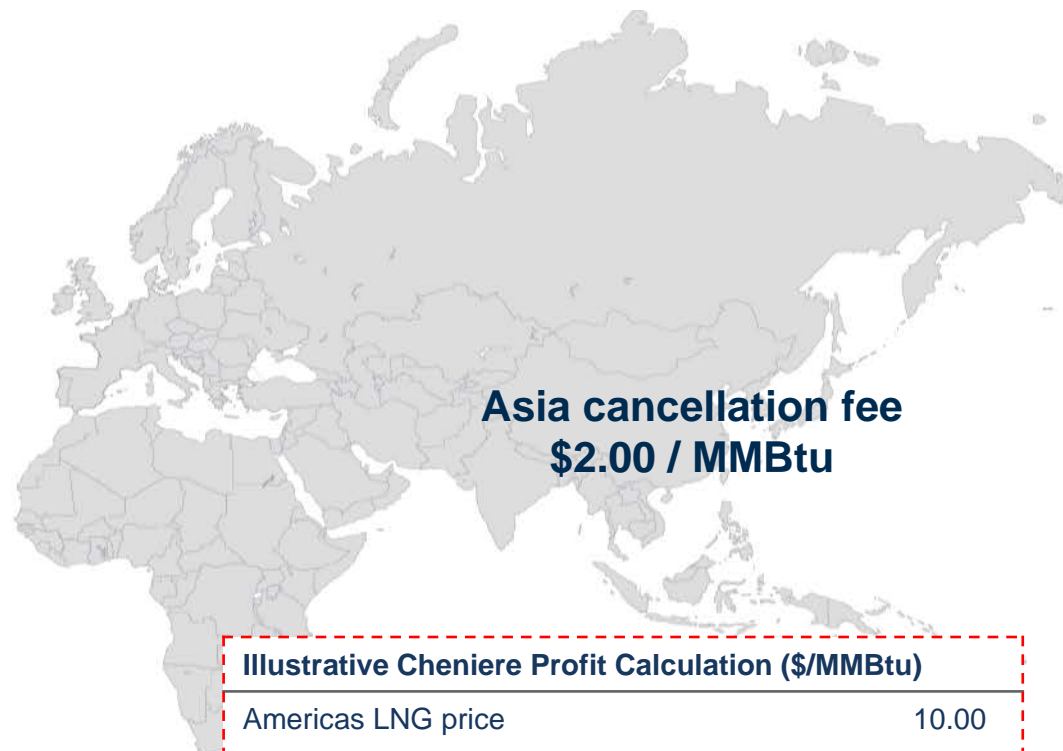 Asia cancellation fee
$2.00 / MMBtu
Illustrative Cheniere Profit Calculation ($/MMBtu)
Americas LNG price 10.00